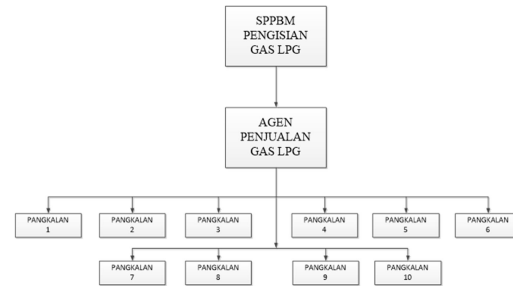 SPPBM
PENGISIAN
GAS LPG
AGEN
PENJUALAN
GAS LPG
PANGKALAN
1
PANGKALAN
2
PANGKALAN
3
PANGKALAN
4
PANGKALAN
5
PANGKALAN
6
PANGKALAN
7
PANGKALAN
8
PANGKALAN
9
PANGKALAN
10